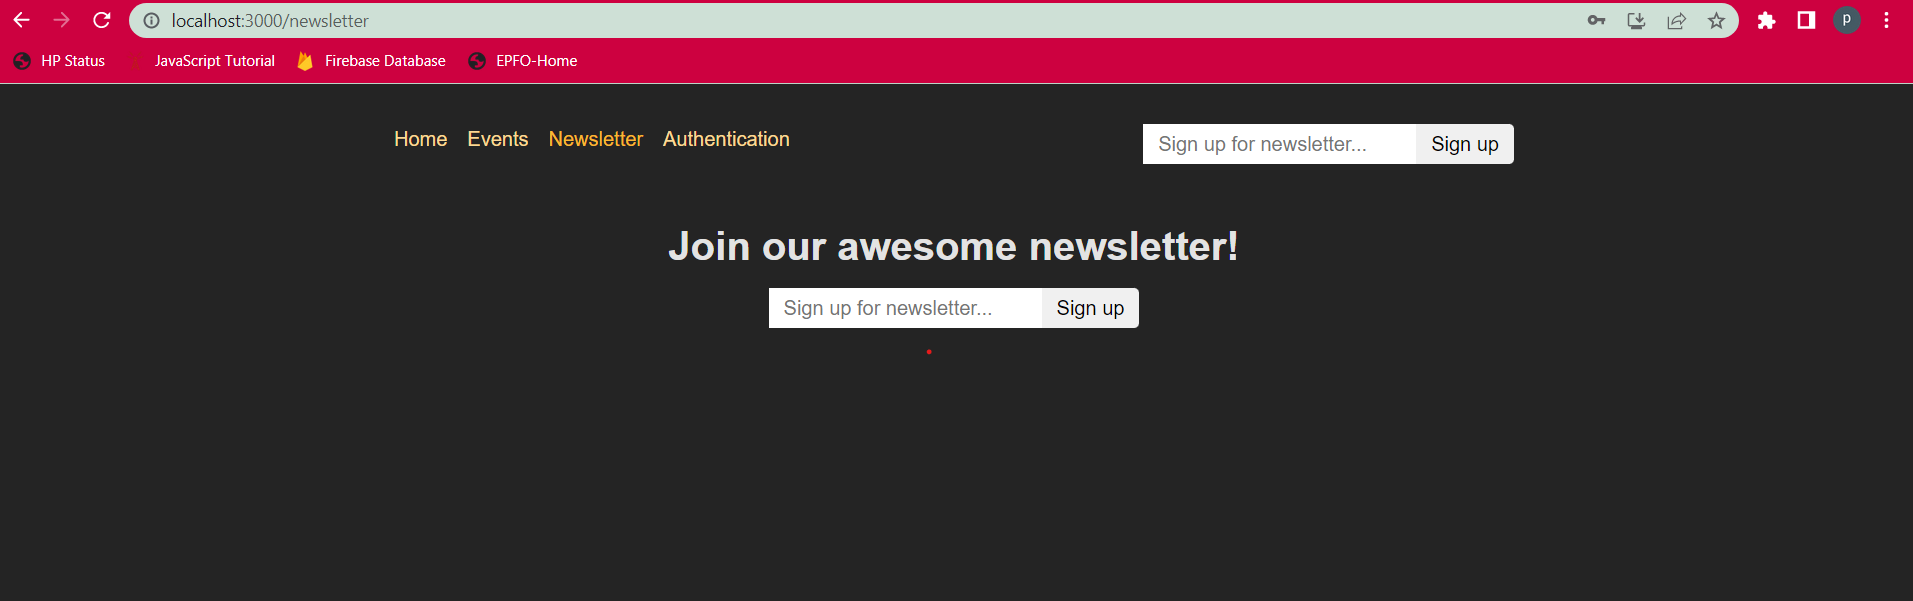 localhost:3000/newsletter
p
HP Status JavaScript Tutorial Firebase Database EPFO-Home
Home Events Newsletter Authentication Sign up for newsletter... Sign up
Join our awesome newsletter!
Sign up for newsletter... Sign up